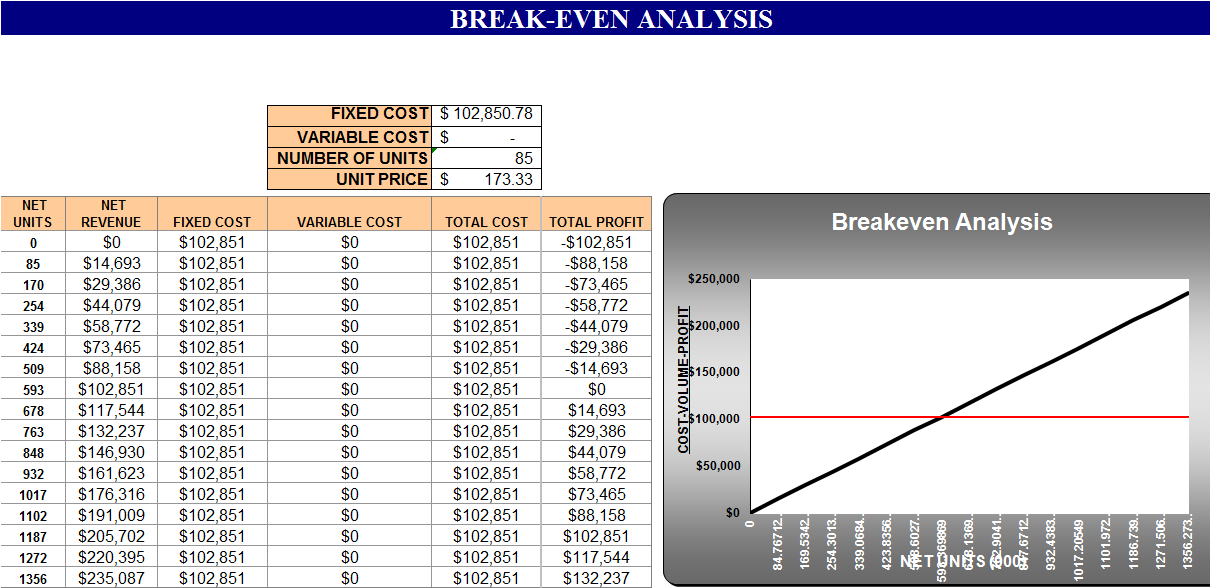 BREAK-EVEN ANALYSIS
FIXED COST $ 102,850.78
VARIABLE COST $ -
NUMBER OF UNITS 85
UNIT PRICE $ 173.33
NET UNITS NET REVENUE FIXED COST VARIABLE COST TOTAL COST TOTAL PROFIT
0 $0 $102,851 $0 $102,851 -$102,851
85 $14,693 $102,851 $0 $102,851 -$88,158
170 $29,386 $102,851 $0 $102,851 -$73,465
254 $44,079 $102,851 $0 $102,851 -$58,772
339 $58,772 $102,851 $0 $102,851 -$44,079
424 $73,465 $102,851 $0 $102,851 -$29,386
509 $88,158 $102,851 $0 $102,851 -$14,693
593 $102,851 $102,851 $0 $102,851 $0
678 $117,544 $102,851 $0 $102,851 $14,693
763 $132,237 $102,851 $0 $102,851 $29,386
848 $146,930 $102,851 $0 $102,851 $44,079
932 $161,623 $102,851 $0 $102,851 $58,772
1017 $176,316 $102,851 $0 $102,851 $73,465
1102 $191,009 $102,851 $0 $102,851 $88,158
1187 $205,702 $102,851 $0 $102,851 $102,851
1272 $220,395 $102,851 $0 $102,851 $117,544
1356 $235,087 $102,851 $0 $102,851 $132,237
Breakeven Analysis
COST-VOLUME-PROFIT
$250,000
$200,000
$150,000
$100,000
$50,000
$0
0
84.76712.
169.5342.
254.3013.
339.0684.
423.8356.
932.4383.
1017.20549
1101.972.
1186.739.
1271.506.
1356.273.
NET UNITS (000)